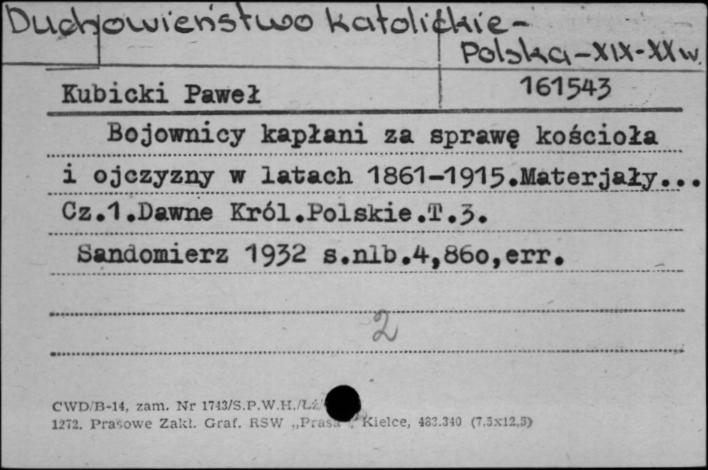 Duchowieństwo katolickie-
Polska-XIX-XXw.
Kubicki Paweł
161543
Bojownicy kapłani za sprawę kościoła
i ojczyzny w latach 1861-1915.Materjały...
Cz.1.Dawne Król.Polskie.T.3.
Sandomierz 1932 s.nlb.4,86o,err.
2
CWD/B-14, zam. Nr 1743/S.P.W.H./
1272. Prasowe Zakł. Graf. RSW „Prasa", Kielce, 483.340 (7,5x12,5)